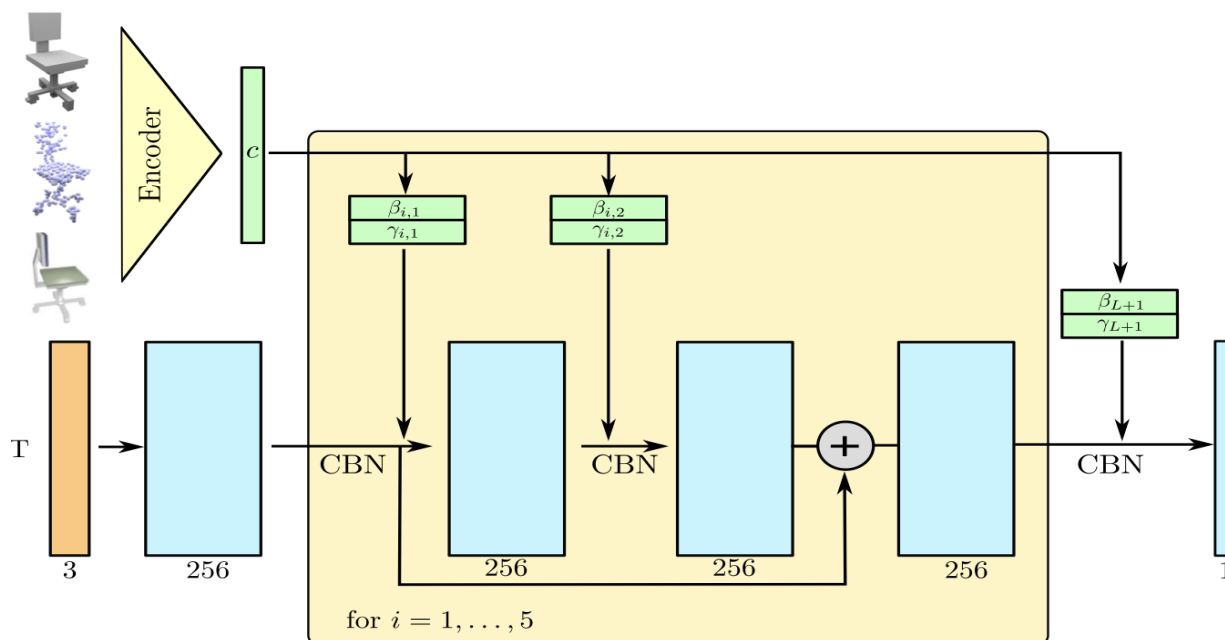 Encoder
c
β_{i,1}
γ_{i,1}
β_{i,2}
γ_{i,2}
β_{L+1}
γ_{L+1}
T
CBN
CBN
+
CBN
3
256
256
256
256
1
for i = 1, . . . , 5